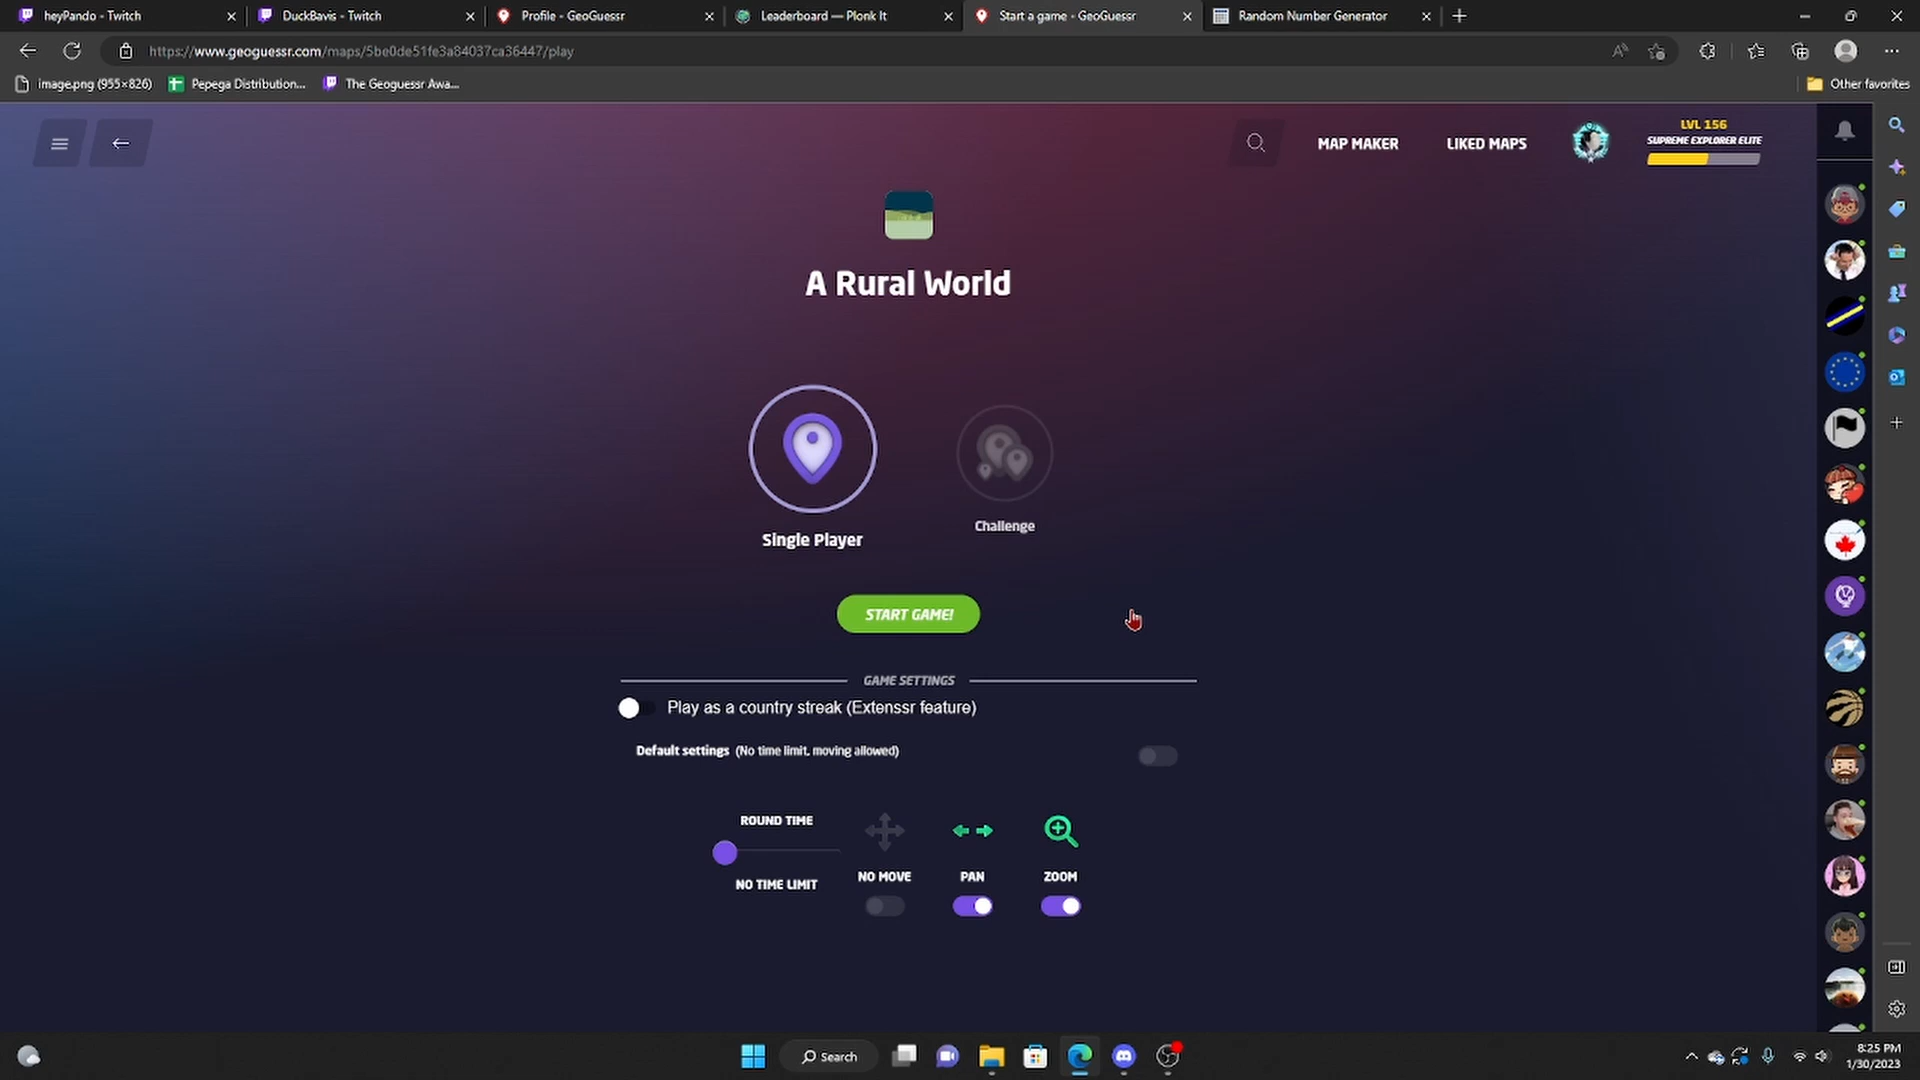 heyPando - Twitch
DuckBavis - Twitch
Profile - GeoGuessr
Leaderboard — Plonk It
Start a game - GeoGuessr
Random Number Generator
https://www.geoguessr.com/maps/5be0de51fe3a84037ca36447/play
image.png (955×826)
Pepega Distribution...
The Geoguessr Awa...
Other favorites
MAP MAKER
LIKED MAPS
LVL 156
SUPREME EXPLORER ELITE
A Rural World
Single Player
Challenge
START GAME!
GAME SETTINGS
Play as a country streak (Extenssr feature)
Default settings (No time limit, moving allowed)
ROUND TIME
NO TIME LIMIT
NO MOVE
PAN
ZOOM
Search
8:25 PM
1/30/2023